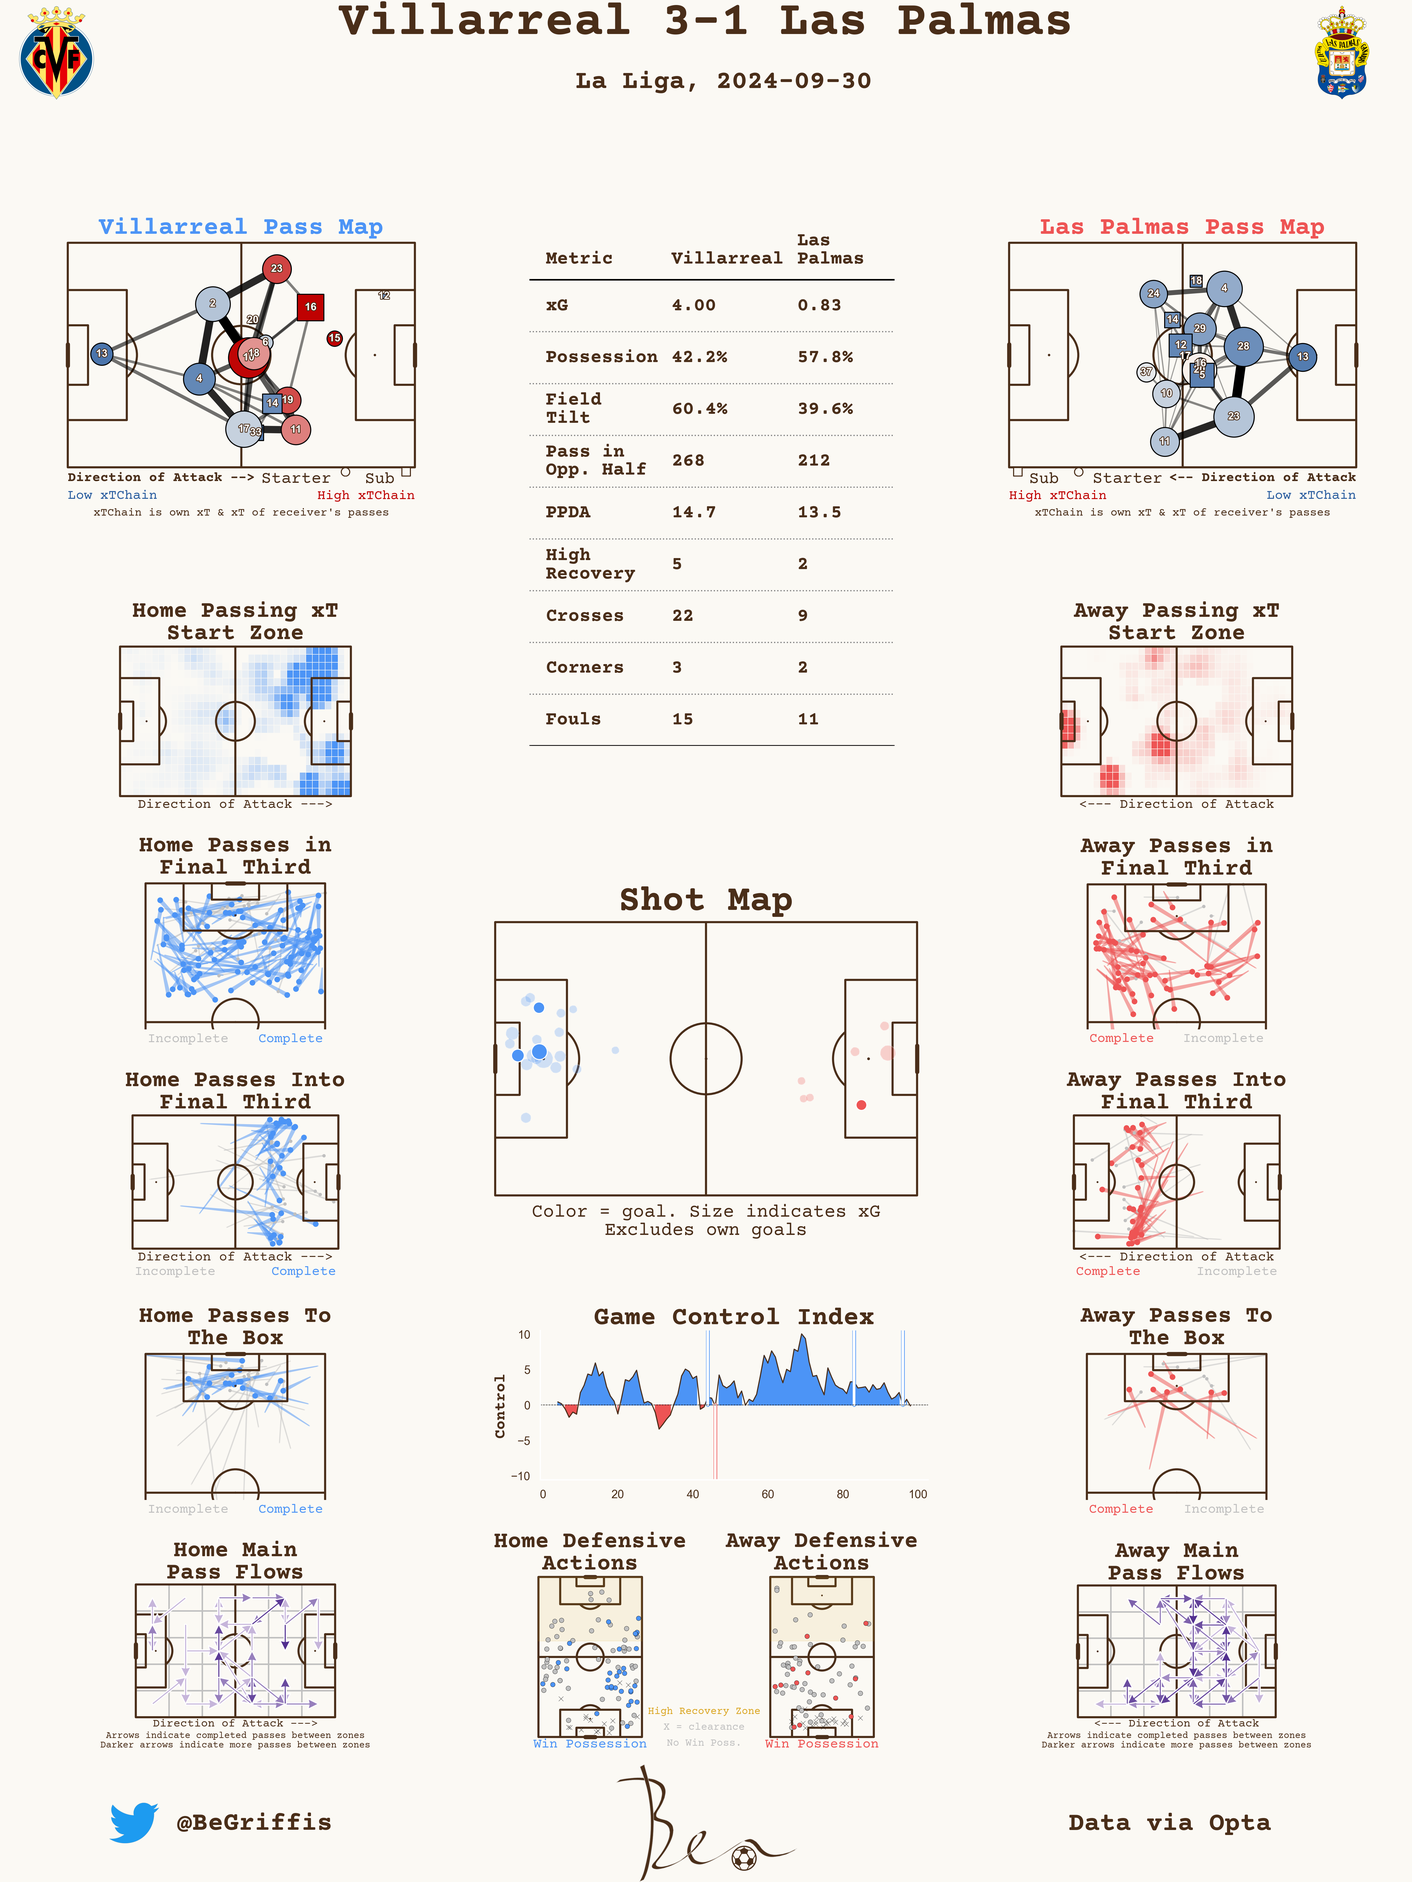 Villarreal 3-1 Las Palmas
La Liga, 2024-09-30
Villarreal Pass Map
23
2
16
12
20
15
6
18
13
4
14
19
17
33
11
Direction of Attack --> Starter Sub
Low xTChain High xTChain
xTChain is own xT & xT of receiver's passes
Metric Villarreal Las Palmas
xG 4.00 0.83
Possession 42.2% 57.8%
Field Tilt 60.4% 39.6%
Pass in Opp. Half 268 212
PPDA 14.7 13.5
High Recovery 5 2
Crosses 22 9
Corners 3 2
Fouls 15 11
Las Palmas Pass Map
18
24
4
14
29
12
28
17
13
37
5
10
23
11
Sub Starter <-- Direction of Attack
High xTChain Low xTChain
xTChain is own xT & xT of receiver's passes
Home Passing xT
Start Zone
Direction of Attack --->
Away Passing xT
Start Zone
<--- Direction of Attack
Home Passes in
Final Third
Incomplete Complete
Away Passes in
Final Third
Complete Incomplete
Shot Map
Color = goal. Size indicates xG
Excludes own goals
Home Passes Into
Final Third
Direction of Attack --->
Incomplete Complete
Away Passes Into
Final Third
<--- Direction of Attack
Complete Incomplete
Home Passes To
The Box
Incomplete Complete
Game Control Index
Control
10
5
0
−5
−10
0 20 40 60 80 100
Away Passes To
The Box
Complete Incomplete
Home Main
Pass Flows
Direction of Attack --->
Arrows indicate completed passes between zones
Darker arrows indicate more passes between zones
Home Defensive
Actions
Win Possession
High Recovery Zone
X = clearance
No Win Poss.
Away Defensive
Actions
Win Possession
Away Main
Pass Flows
<--- Direction of Attack
Arrows indicate completed passes between zones
Darker arrows indicate more passes between zones
@BeGriffis
Ben
Data via Opta